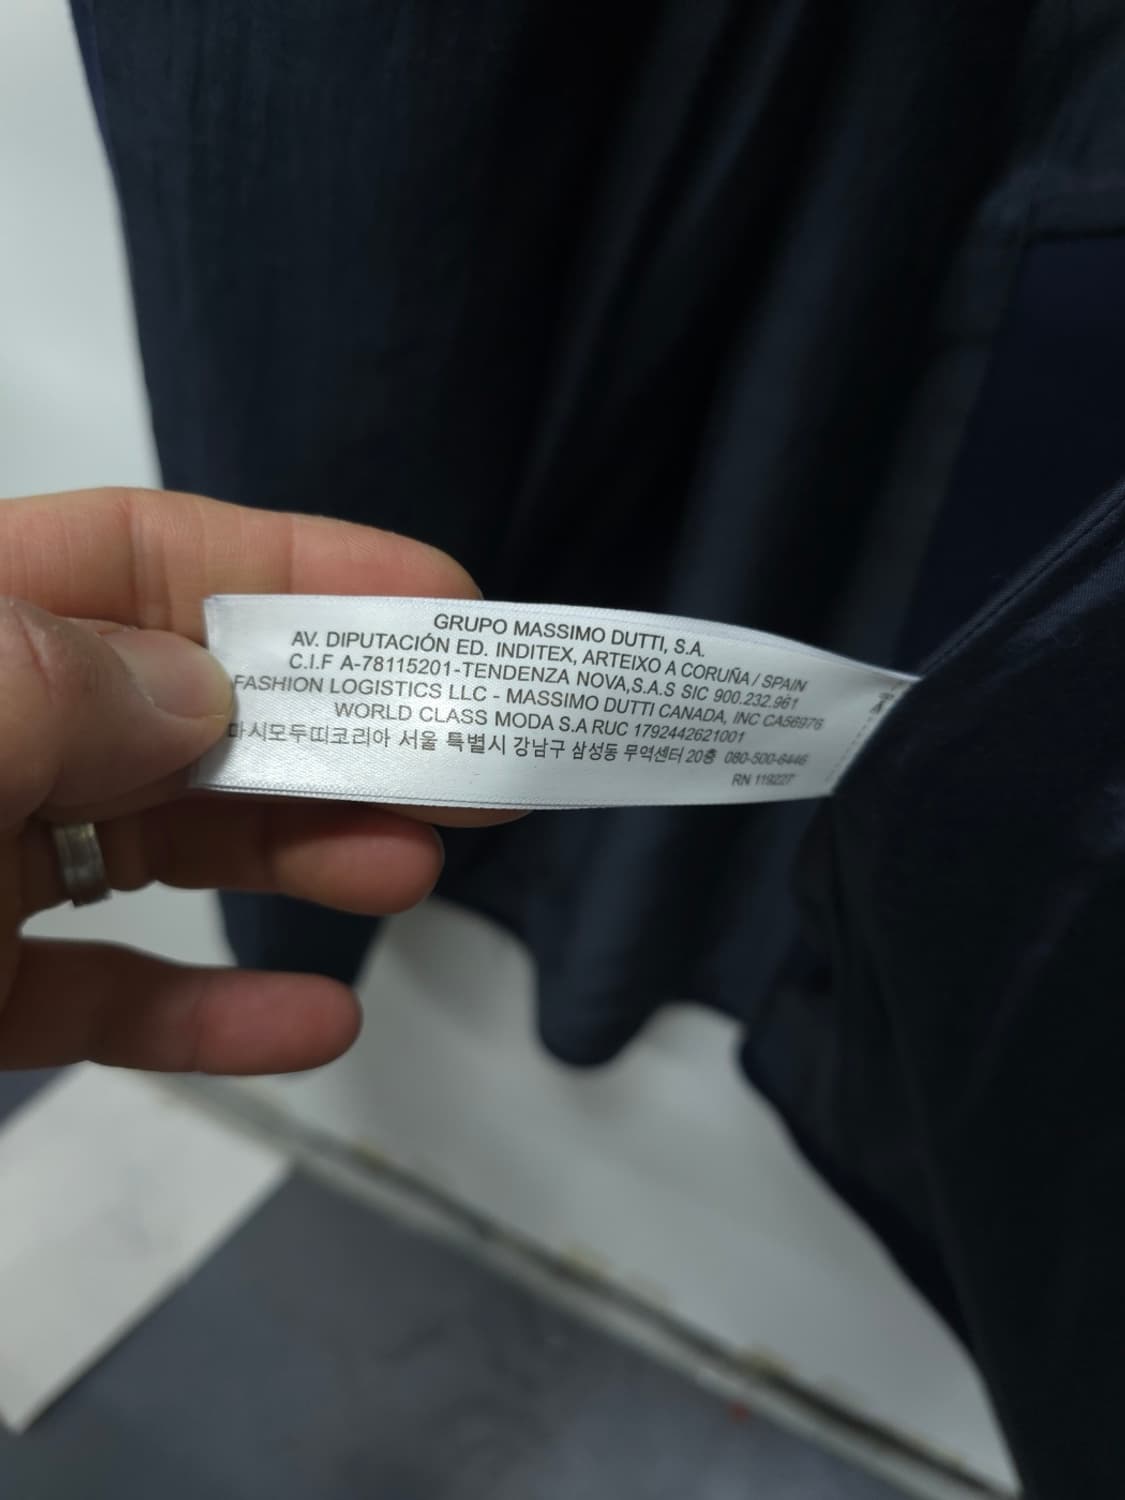 GRUPO MASSIMO DUTTI, S.A.
AV. DIPUTACIÓN ED. INDITEX, ARTEIXO A CORUÑA / SPAIN
C.I.F A-78115201-TENDENZA NOVA,S.A.S SIC 900.232.961
FASHION LOGISTICS LLC - MASSIMO DUTTI CANADA, INC CA56976
WORLD CLASS MODA S.A RUC 1792442621001
마시모두띠코리아 서울 특별시 강남구 삼성동 무역센터 20층 080-500-6446
RN 119227